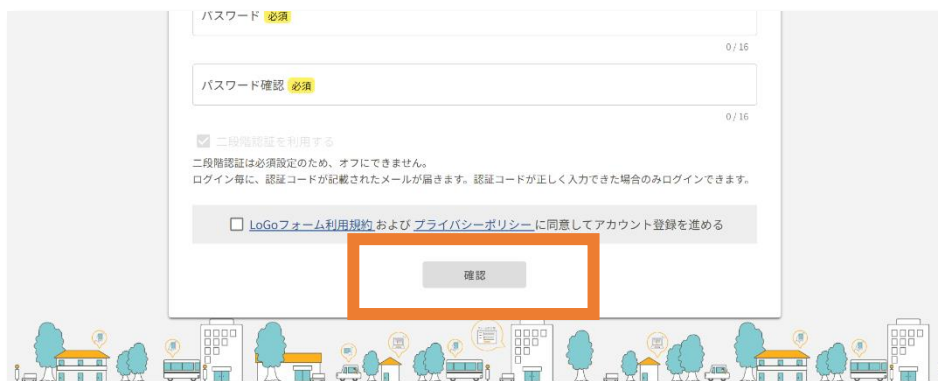 パスワード 必須
0 / 16
パスワード確認 必須
0 / 16
二段階認証を利用する
二段階認証は必須設定のため、オフにできません。
ログイン毎に、認証コードが記載されたメールが届きます。認証コードが正しく入力できた場合のみログインできます。
LoGoフォーム利用規約 および プライバシーポリシー に同意してアカウント登録を進める
確認